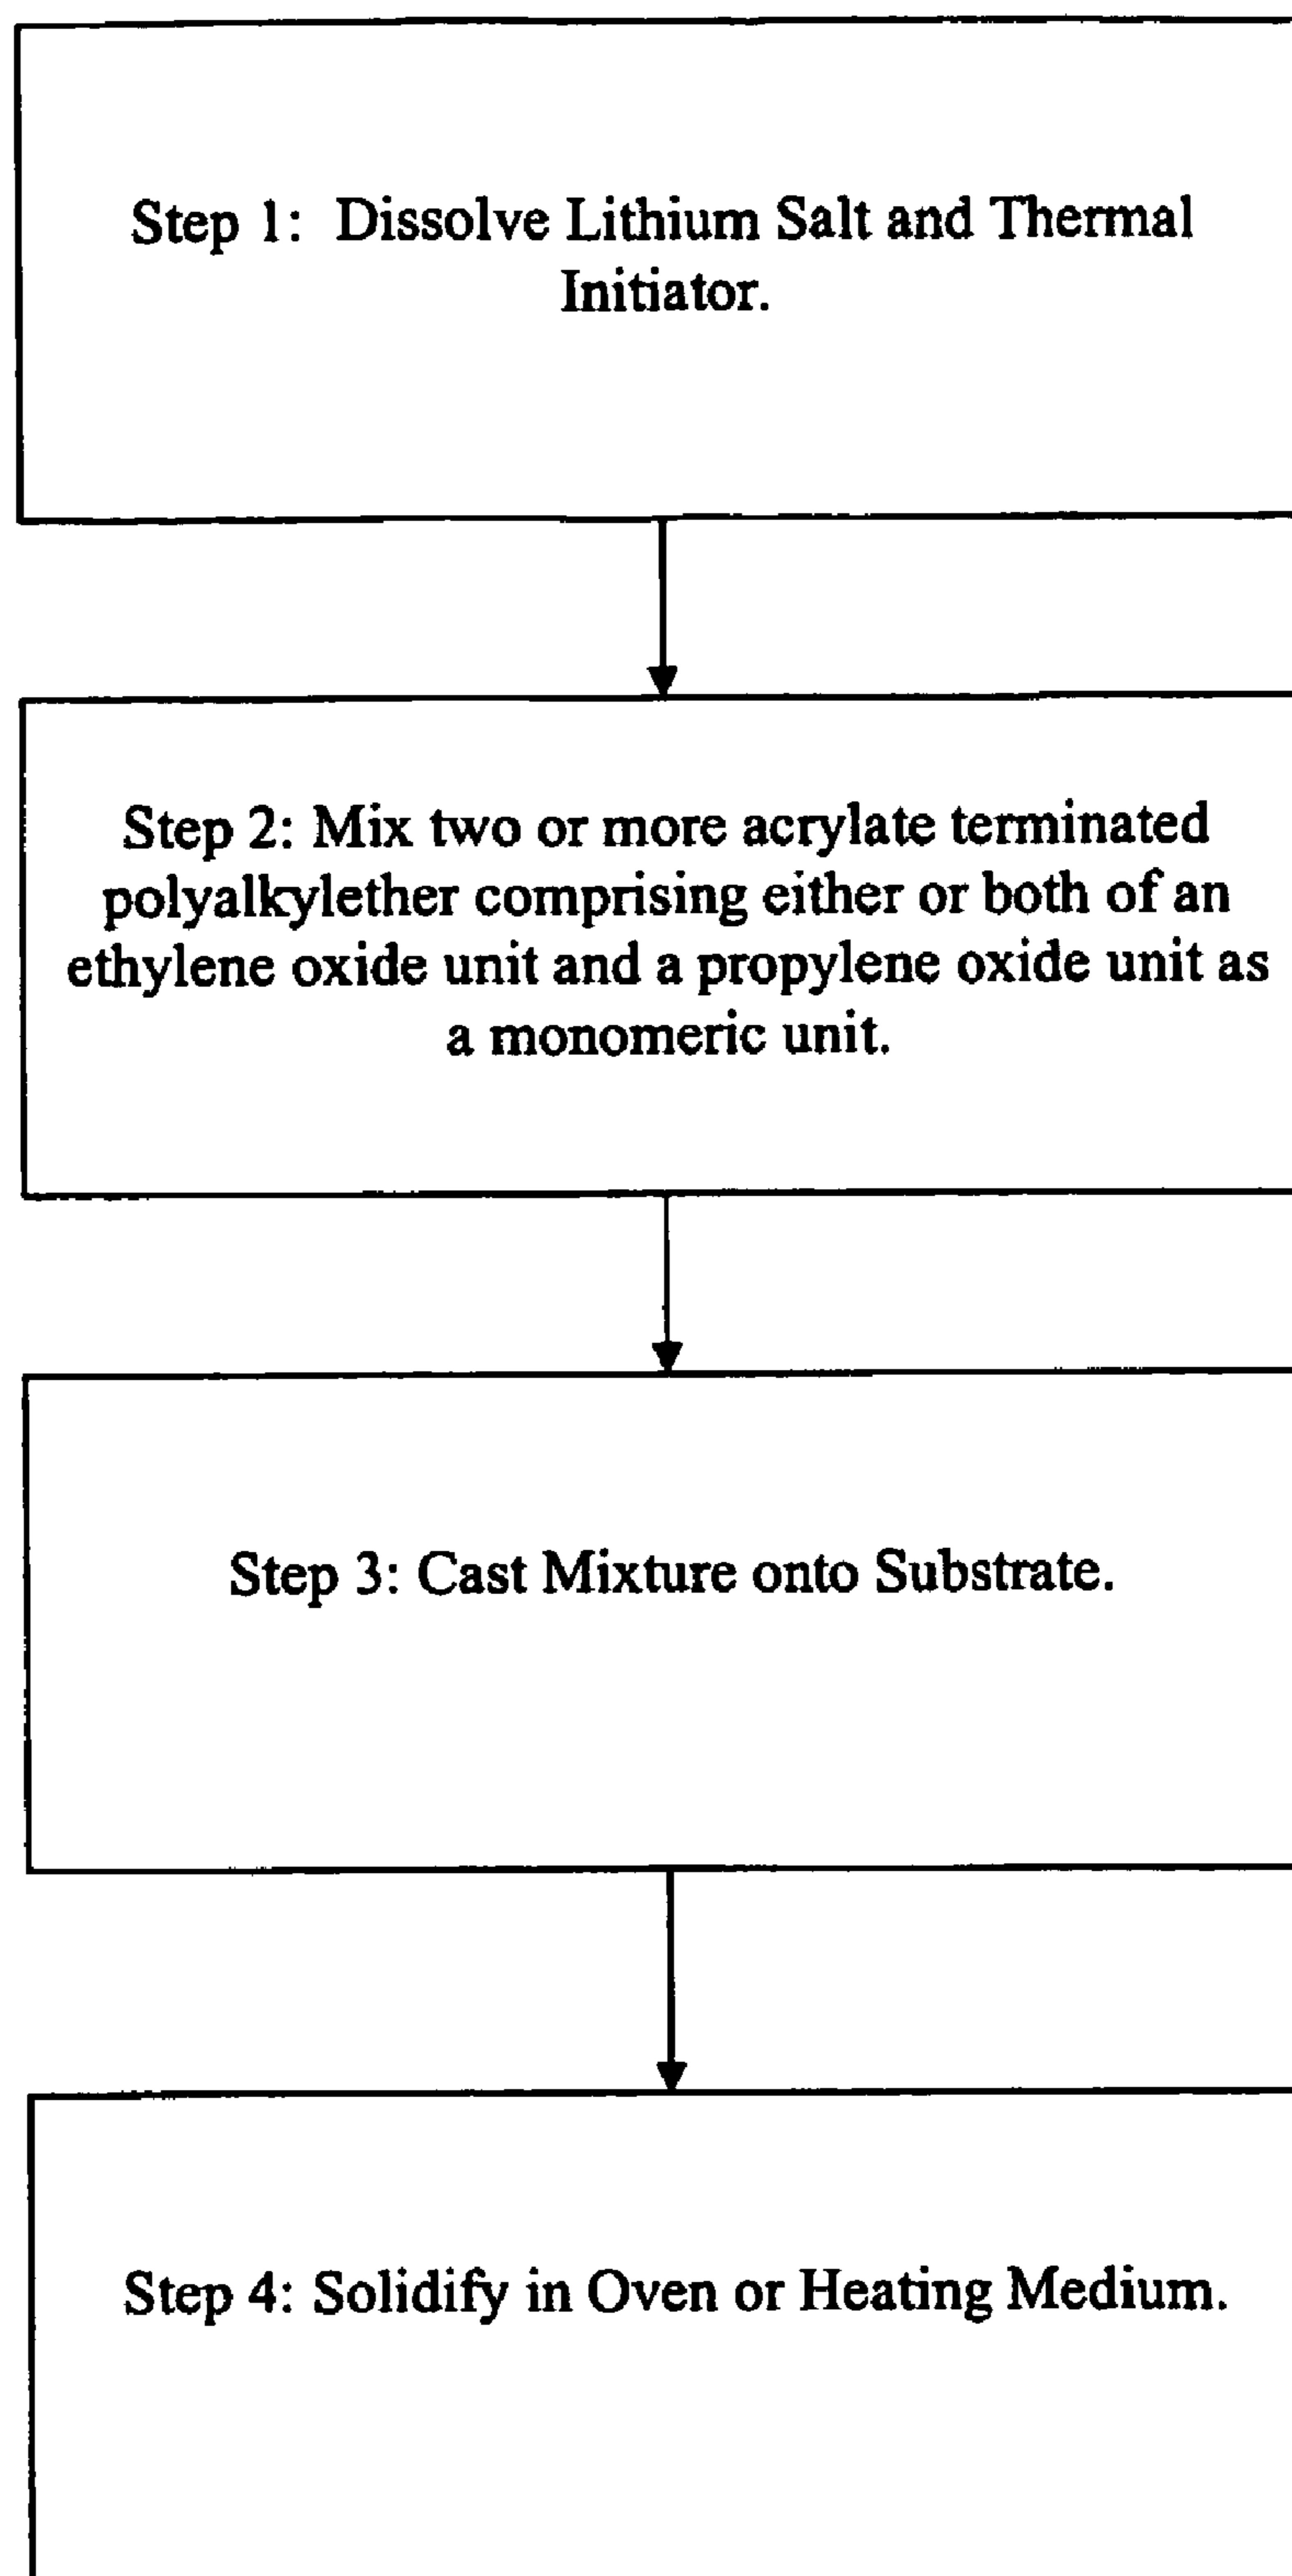 Step 1: Dissolve Lithium Salt and Thermal
Initiator.
Step 2: Mix two or more acrylate terminated
polyalkylether comprising either or both of an
ethylene oxide unit and a propylene oxide unit as
a monomeric unit.
Step 3: Cast Mixture onto Substrate.
Step 4: Solidify in Oven or Heating Medium.